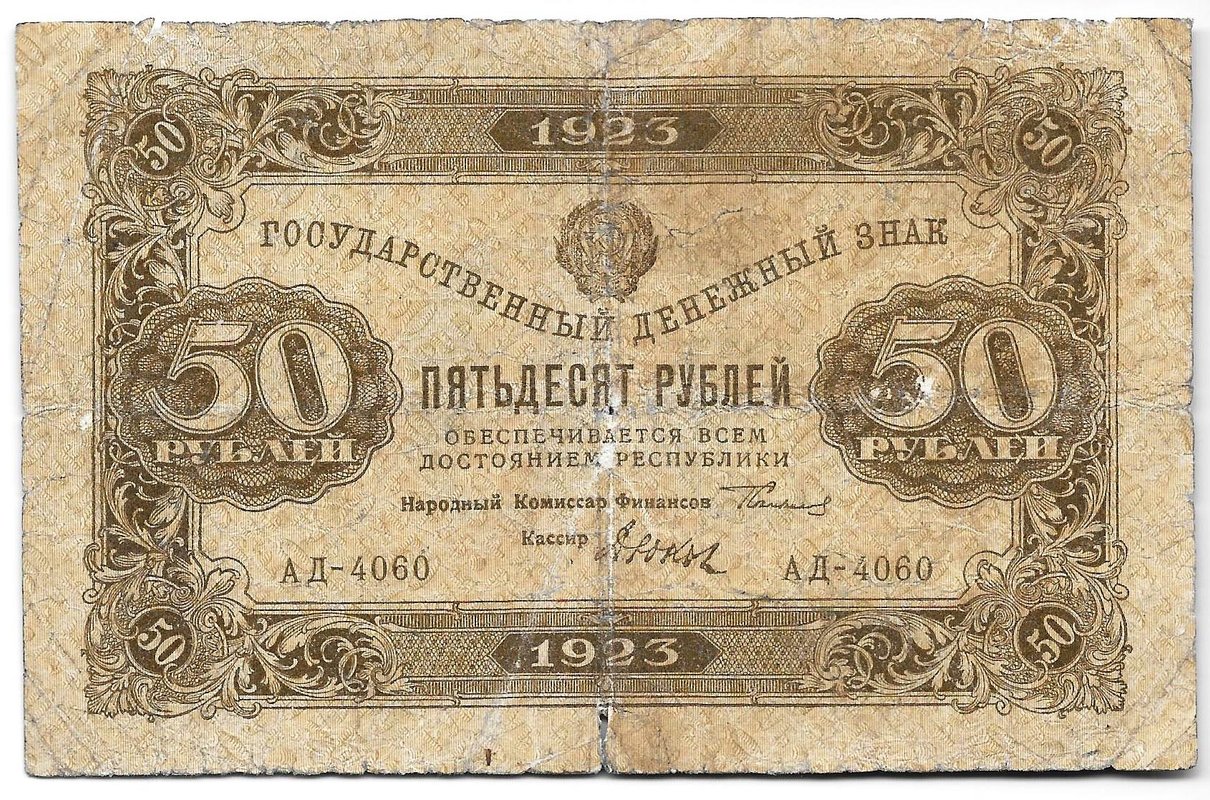 1923
50 50
ГОСУДАРСТВЕННЫЙ ДЕНЕЖНЫЙ ЗНАК
50 РУБЛЕЙ
ПЯТЬДЕСЯТ РУБЛЕЙ
50 РУБЛЕЙ
ОБЕСПЕЧИВАЕТСЯ ВСЕМ
ДОСТОЯНИЕМ РЕСПУБЛИКИ
Народный Комиссар Финансов
Кассир
АД-4060 АД-4060
50 50
1923